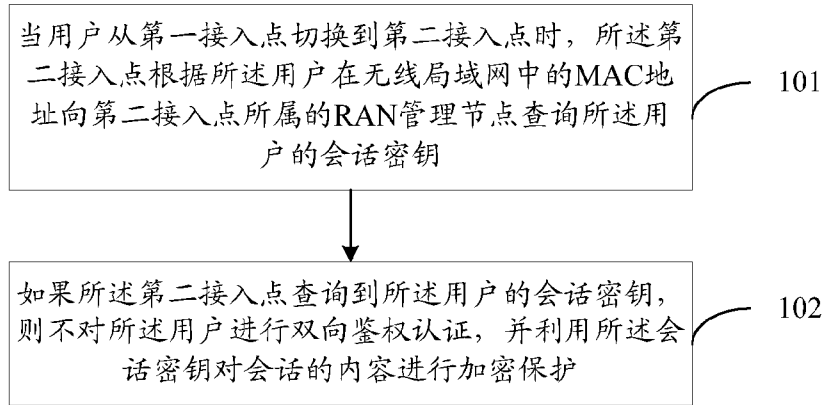 当用户从第一接入点切换到第二接入点时，所述第
二接入点根据所述用户在无线局域网中的MAC地
址向第二接入点所属的RAN管理节点查询所述用
户的会话密钥
101
如果所述第二接入点查询到所述用户的会话密钥，
则不对所述用户进行双向鉴权认证，并利用所述会
话密钥对会话的内容进行加密保护
102